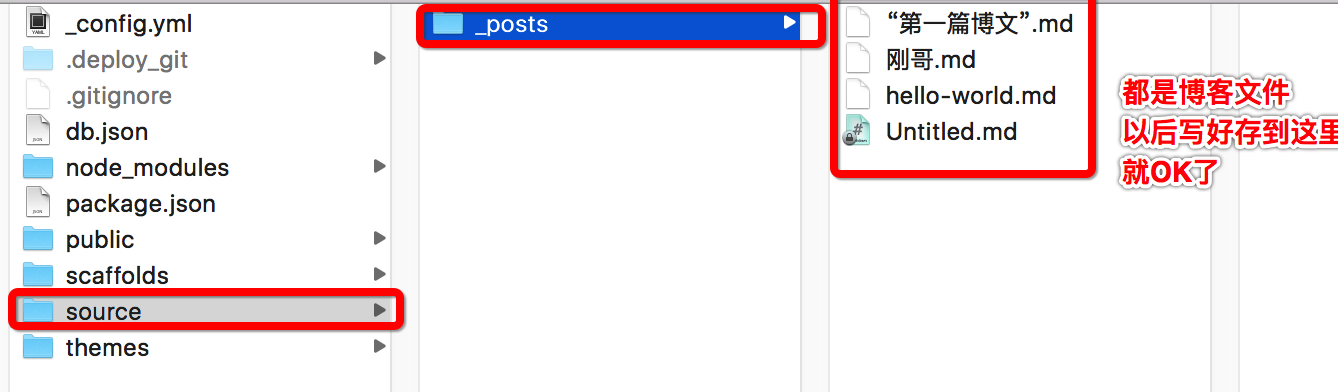 _config.yml
.deploy_git
.gitignore
db.json
node_modules
package.json
public
scaffolds
source
themes
_posts
“第一篇博文”.md
刚哥.md
hello-world.md
Untitled.md
都是博客文件
以后写好存到这里
就OK了